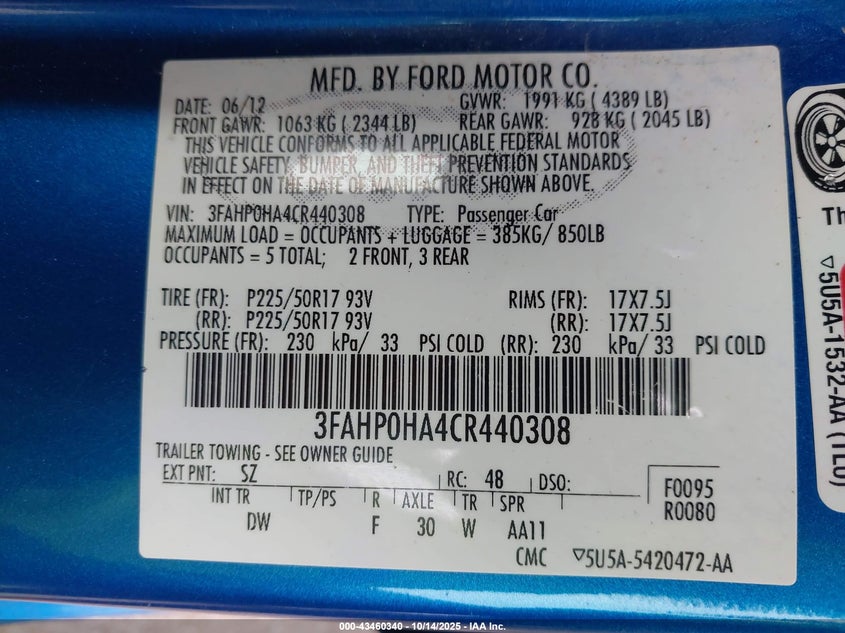 MFD. BY FORD MOTOR CO.
DATE: 06/12 GVWR: 1991 KG ( 4389 LB)
FRONT GAWR: 1063 KG ( 2344 LB) REAR GAWR: 928 KG ( 2045 LB)
THIS VEHICLE CONFORMS TO ALL APPLICABLE FEDERAL MOTOR
VEHICLE SAFETY, BUMPER, AND THEFT PREVENTION STANDARDS
IN EFFECT ON THE DATE OF MANUFACTURE SHOWN ABOVE.
VIN: 3FAHP0HA4CR440308 TYPE: Passenger Car
MAXIMUM LOAD = OCCUPANTS + LUGGAGE = 385KG/ 850LB
OCCUPANTS = 5 TOTAL; 2 FRONT, 3 REAR
TIRE (FR): P225/50R17 93V RIMS (FR): 17X7.5J
(RR): P225/50R17 93V (RR): 17X7.5J
PRESSURE (FR): 230 kPa/ 33 PSI COLD (RR): 230 kPa/ 33 PSI COLD
3FAHP0HA4CR440308
TRAILER TOWING - SEE OWNER GUIDE
EXT PNT: SZ RC: 48 DSO:
INT TR TP/PS R AXLE TR SPR
DW F 30 W AA11
F0095
R0080
CMC ▽5U5A-5420472-AA
Th
▽5U5A-1532-AA (TL0)
000-43460340 - 10/14/2025 - IAA Inc.